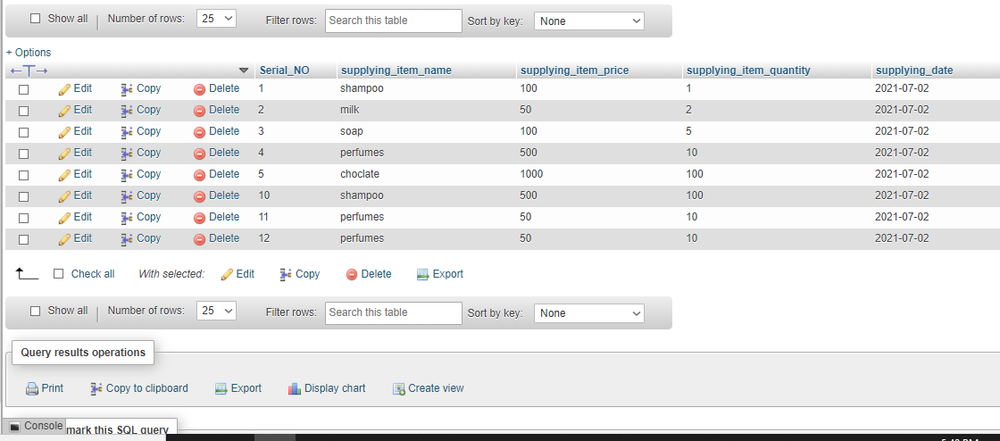 Show all Number of rows: 25 Filter rows: Search this table Sort by key: None
+ Options
←T→ Serial_NO supplying_item_name supplying_item_price supplying_item_quantity supplying_date
Edit Copy Delete 1 shampoo 100 1 2021-07-02
Edit Copy Delete 2 milk 50 2 2021-07-02
Edit Copy Delete 3 soap 100 5 2021-07-02
Edit Copy Delete 4 perfumes 500 10 2021-07-02
Edit Copy Delete 5 choclate 1000 100 2021-07-02
Edit Copy Delete 10 shampoo 500 100 2021-07-02
Edit Copy Delete 11 perfumes 50 10 2021-07-02
Edit Copy Delete 12 perfumes 50 10 2021-07-02
Check all With selected: Edit Copy Delete Export
Show all Number of rows: 25 Filter rows: Search this table Sort by key: None
Query results operations
Print Copy to clipboard Export Display chart Create view
Console mark this SQL query